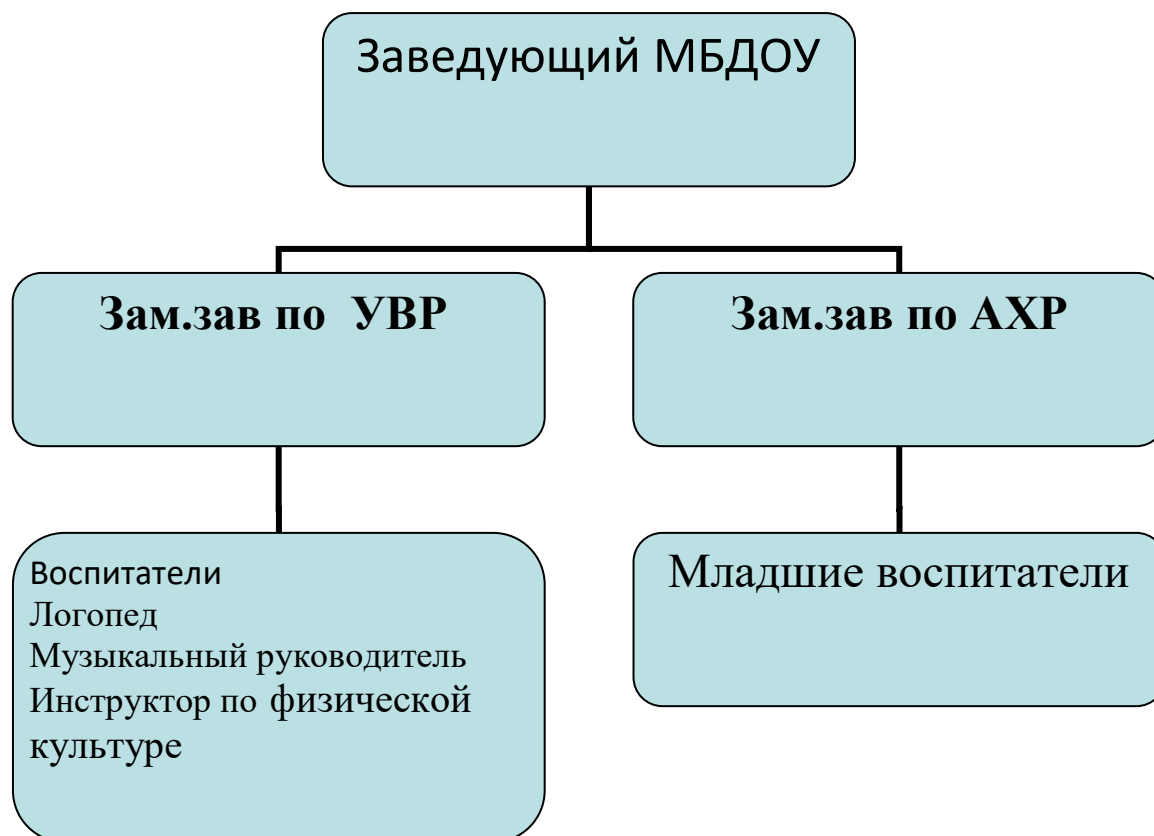 Заведующий МБДОУ
Зам.зав по  УВР
Зам.зав по АХР
Воспитатели
Логопед
Музыкальный руководитель
Инструктор по физической
культуре
Младшие воспитатели